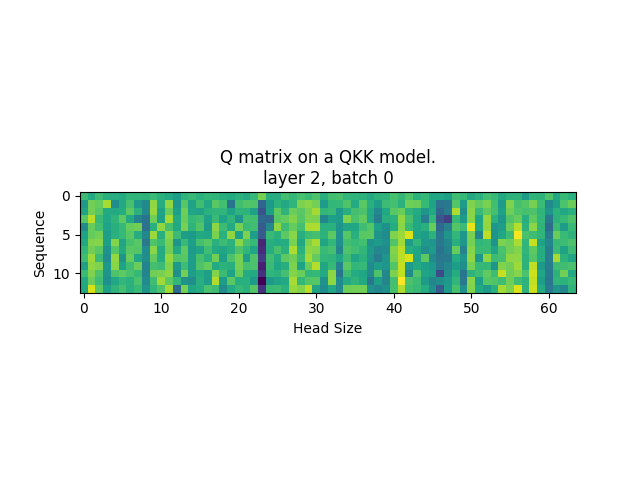 Q matrix on a QKK model.
layer 2, batch 0
0
5
10
Sequence
0 10 20 30 40 50 60
Head Size